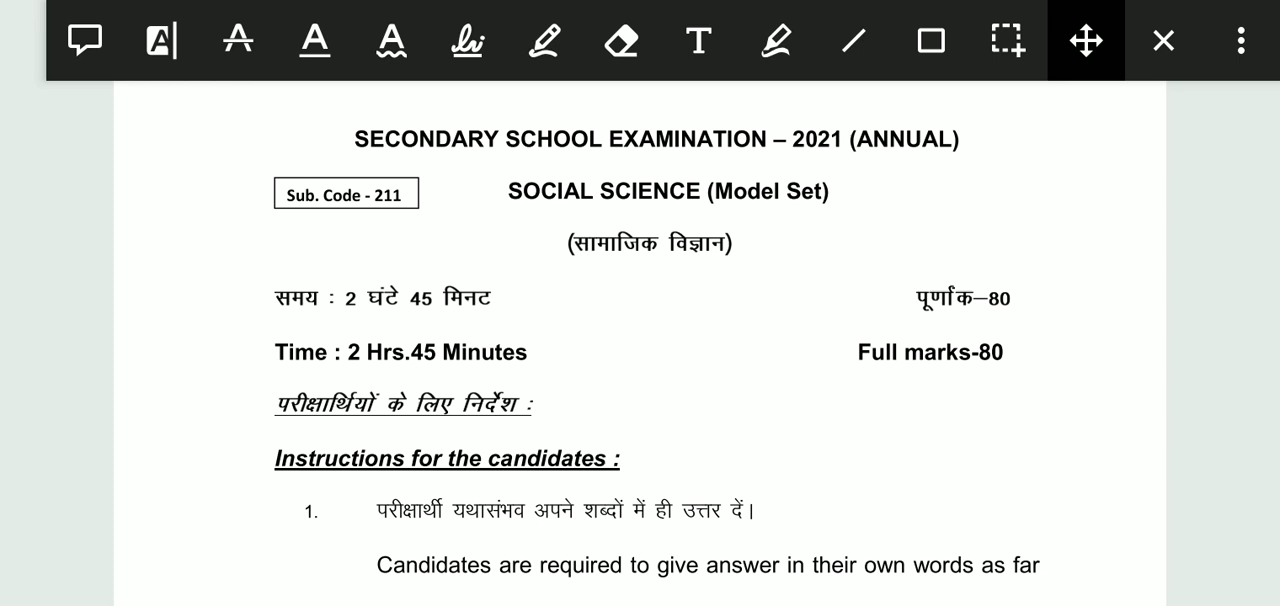 SECONDARY SCHOOL EXAMINATION – 2021 (ANNUAL)
Sub. Code - 211
SOCIAL SCIENCE (Model Set)
(सामाजिक विज्ञान)
समय : 2 घंटे 45 मिनट पूर्णांक–80
Time : 2 Hrs.45 Minutes Full marks-80
परीक्षार्थियों के लिए निर्देश :
Instructions for the candidates :
1. परीक्षार्थी यथासंभव अपने शब्दों में ही उत्तर दें।
Candidates are required to give answer in their own words as far